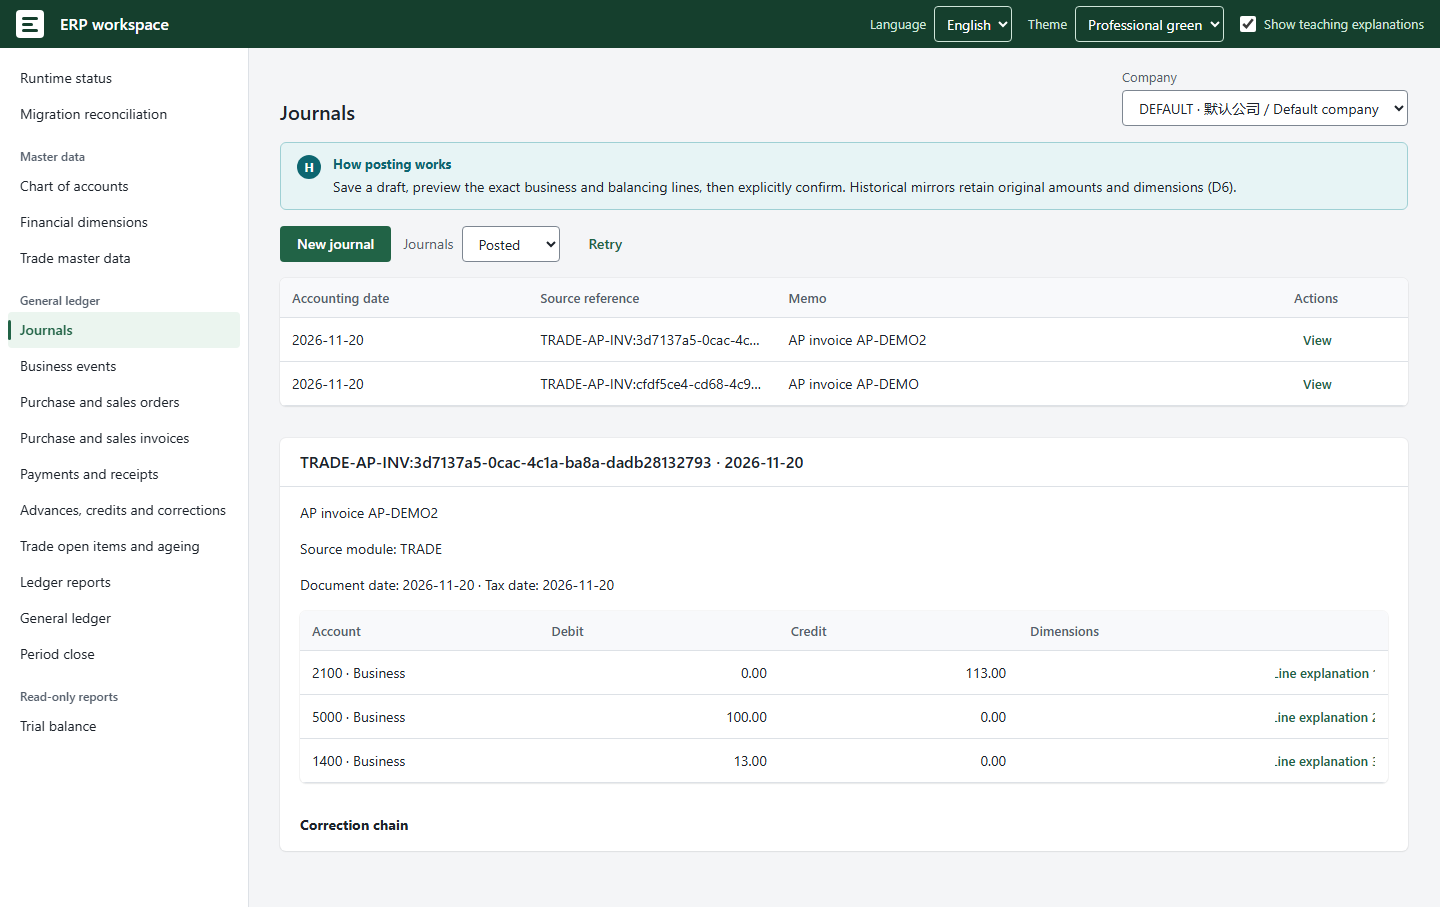 ERP workspace
Language English Theme Professional green Show teaching explanations
Runtime status
Migration reconciliation
Master data
Chart of accounts
Financial dimensions
Trade master data
General ledger
Journals
Business events
Purchase and sales orders
Purchase and sales invoices
Payments and receipts
Advances, credits and corrections
Trade open items and ageing
Ledger reports
General ledger
Period close
Read-only reports
Trial balance
Company
Journals
DEFAULT · 默认公司 / Default company
H How posting works
Save a draft, preview the exact business and balancing lines, then explicitly confirm. Historical mirrors retain original amounts and dimensions (D6).
New journal Journals Posted Retry
Accounting date Source reference Memo Actions
2026-11-20 TRADE-AP-INV:3d7137a5-0cac-4c... AP invoice AP-DEMO2 View
2026-11-20 TRADE-AP-INV:cfdf5ce4-cd68-4c9... AP invoice AP-DEMO View
TRADE-AP-INV:3d7137a5-0cac-4c1a-ba8a-dadb28132793 · 2026-11-20
AP invoice AP-DEMO2
Source module: TRADE
Document date: 2026-11-20 · Tax date: 2026-11-20
Account Debit Credit Dimensions
2100 · Business 0.00 113.00 Line explanation 1
5000 · Business 100.00 0.00 Line explanation 2
1400 · Business 13.00 0.00 Line explanation 3
Correction chain